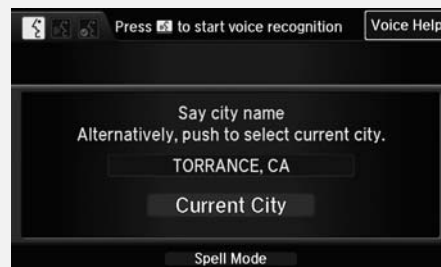 Press to start voice recognition
Voice Help
Say city name
Alternatively, push to select current city.
TORRANCE, CA
Current City
Spell Mode